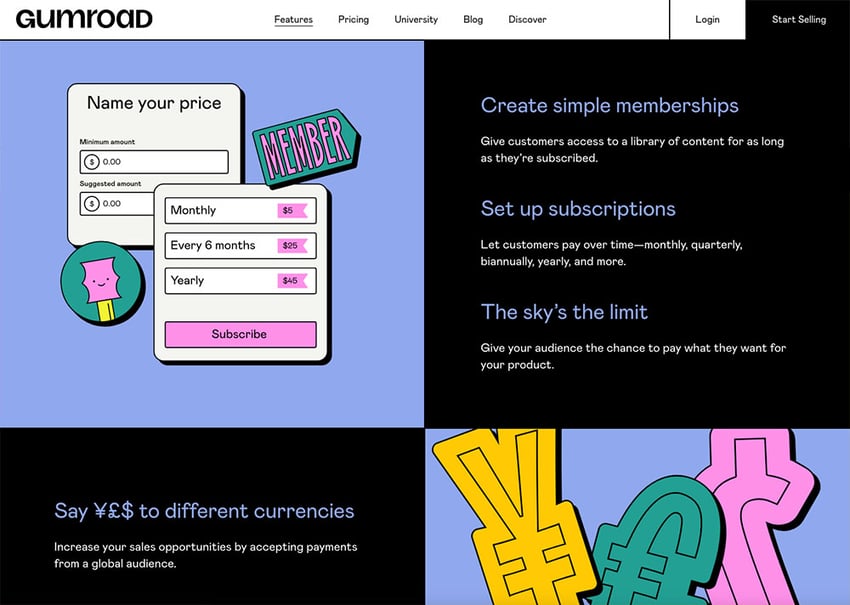 GUMROAD
Features
Pricing
University
Blog
Discover
Login
Start Selling
Name your price
Minimum amount
$ 0.00
Suggested amount
$ 0.00
MEMBER
Monthly
$5
Every 6 months
$25
Yearly
$45
Subscribe
Create simple memberships
Give customers access to a library of content for as long
as they’re subscribed.
Set up subscriptions
Let customers pay over time—monthly, quarterly,
biannually, yearly, and more.
The sky’s the limit
Give your audience the chance to pay what they want for
your product.
Say ¥£$ to different currencies
Increase your sales opportunities by accepting payments
from a global audience.